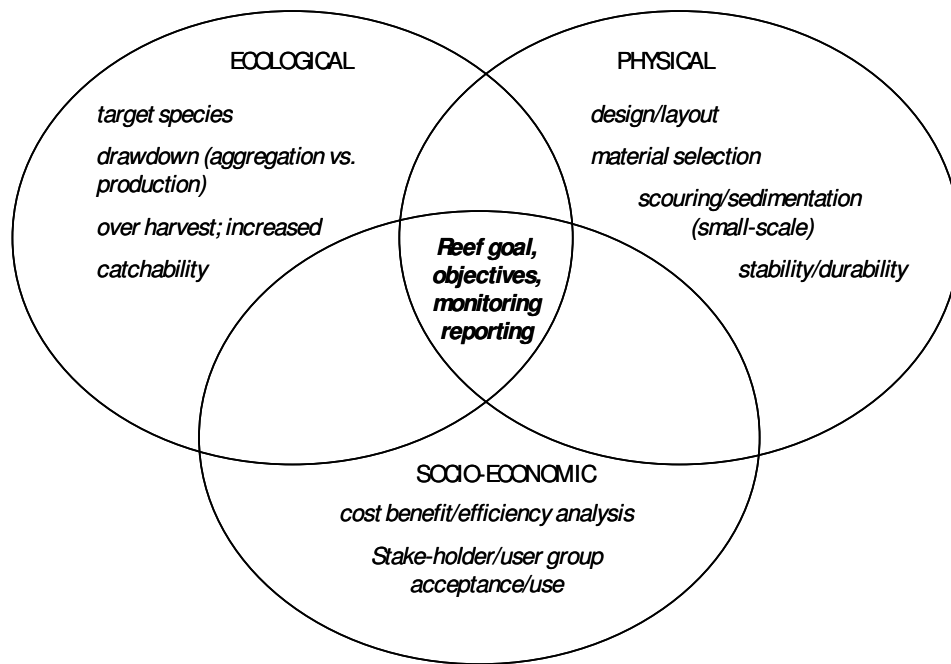 ECOLOGICAL
target species
drawdown (aggregation vs.
production)
over harvest; increased
catchability
PHYSICAL
design/layout
material selection
scouring/sedimentation
(small-scale)
stability/durability
Reef goal,
objectives,
monitoring
reporting
SOCIO-ECONOMIC
cost benefit/efficiency analysis
Stake-holder/user group
acceptance/use